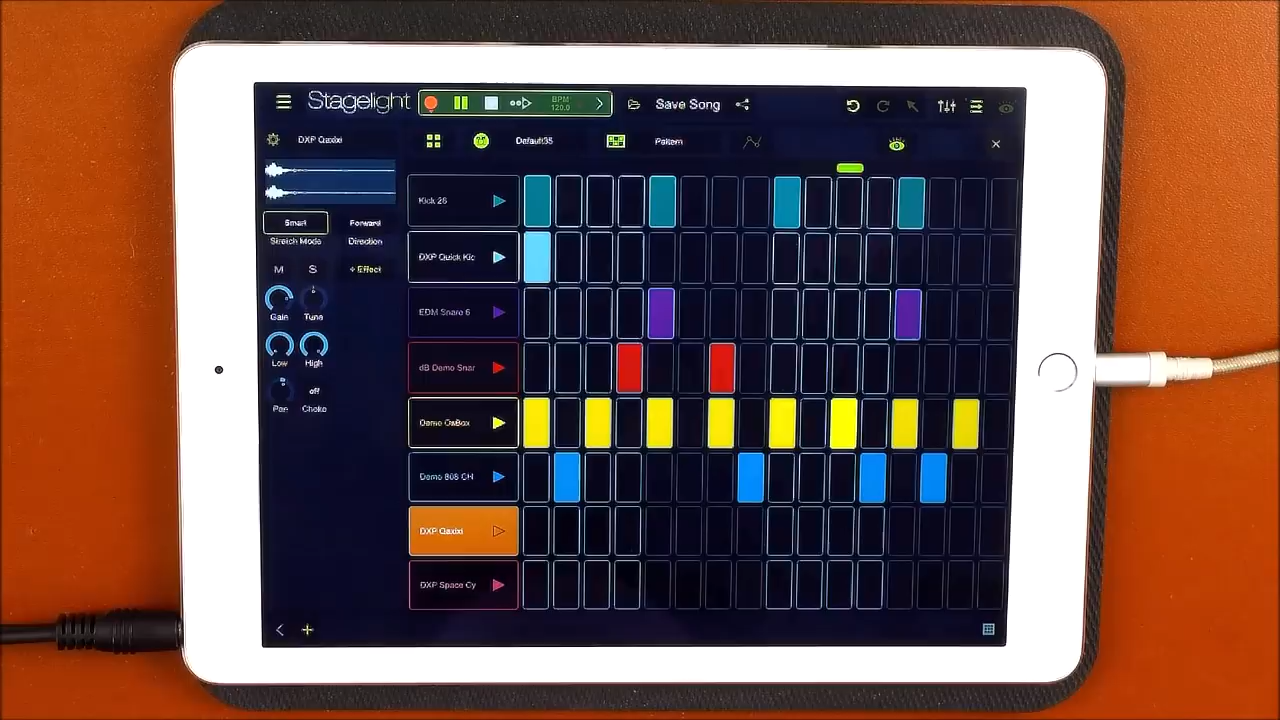 Stagelight
BPM
120.0
Save Song
DXP Qaxixi
Default35
Pattern
Smart
Forward
Stretch Mode
Direction
M
S
+ Effect
Gain
Tune
Low
High
Pan
off
Choke
Kick 26
DXP Quick Kic
EDM Snare 6
dB Demo Snar
Demo CwBox
Demo 808 CH
DXP Qaxixi
DXP Space Cy